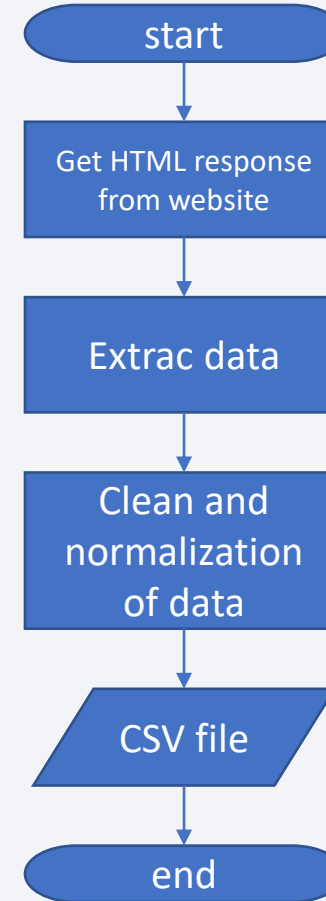 start
Get HTML response
from website
Extrac data
Clean and
normalization
of data
CSV file
end